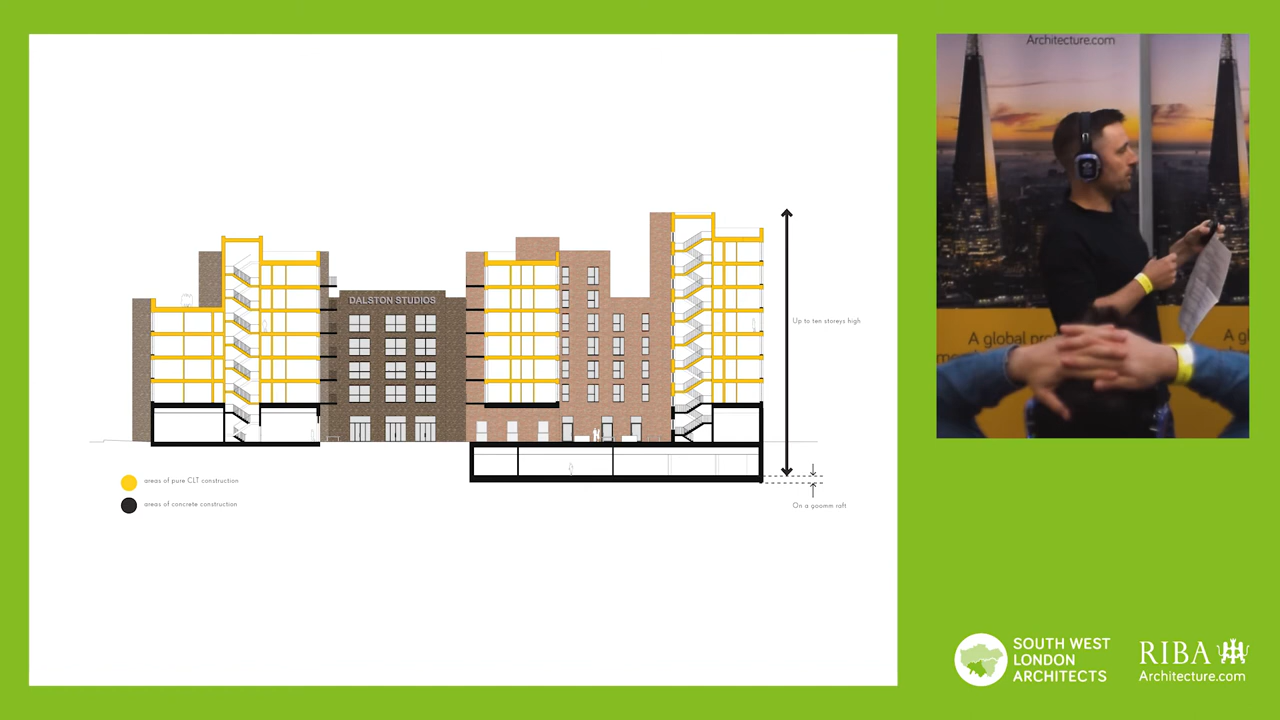 DALSTON STUDIOS
Up to ten storeys high
areas of pure CLT construction
areas of concrete construction
On a 900mm raft
Architecture.com
A global
A
SOUTH WEST
LONDON
ARCHITECTS
RIBA
Architecture.com